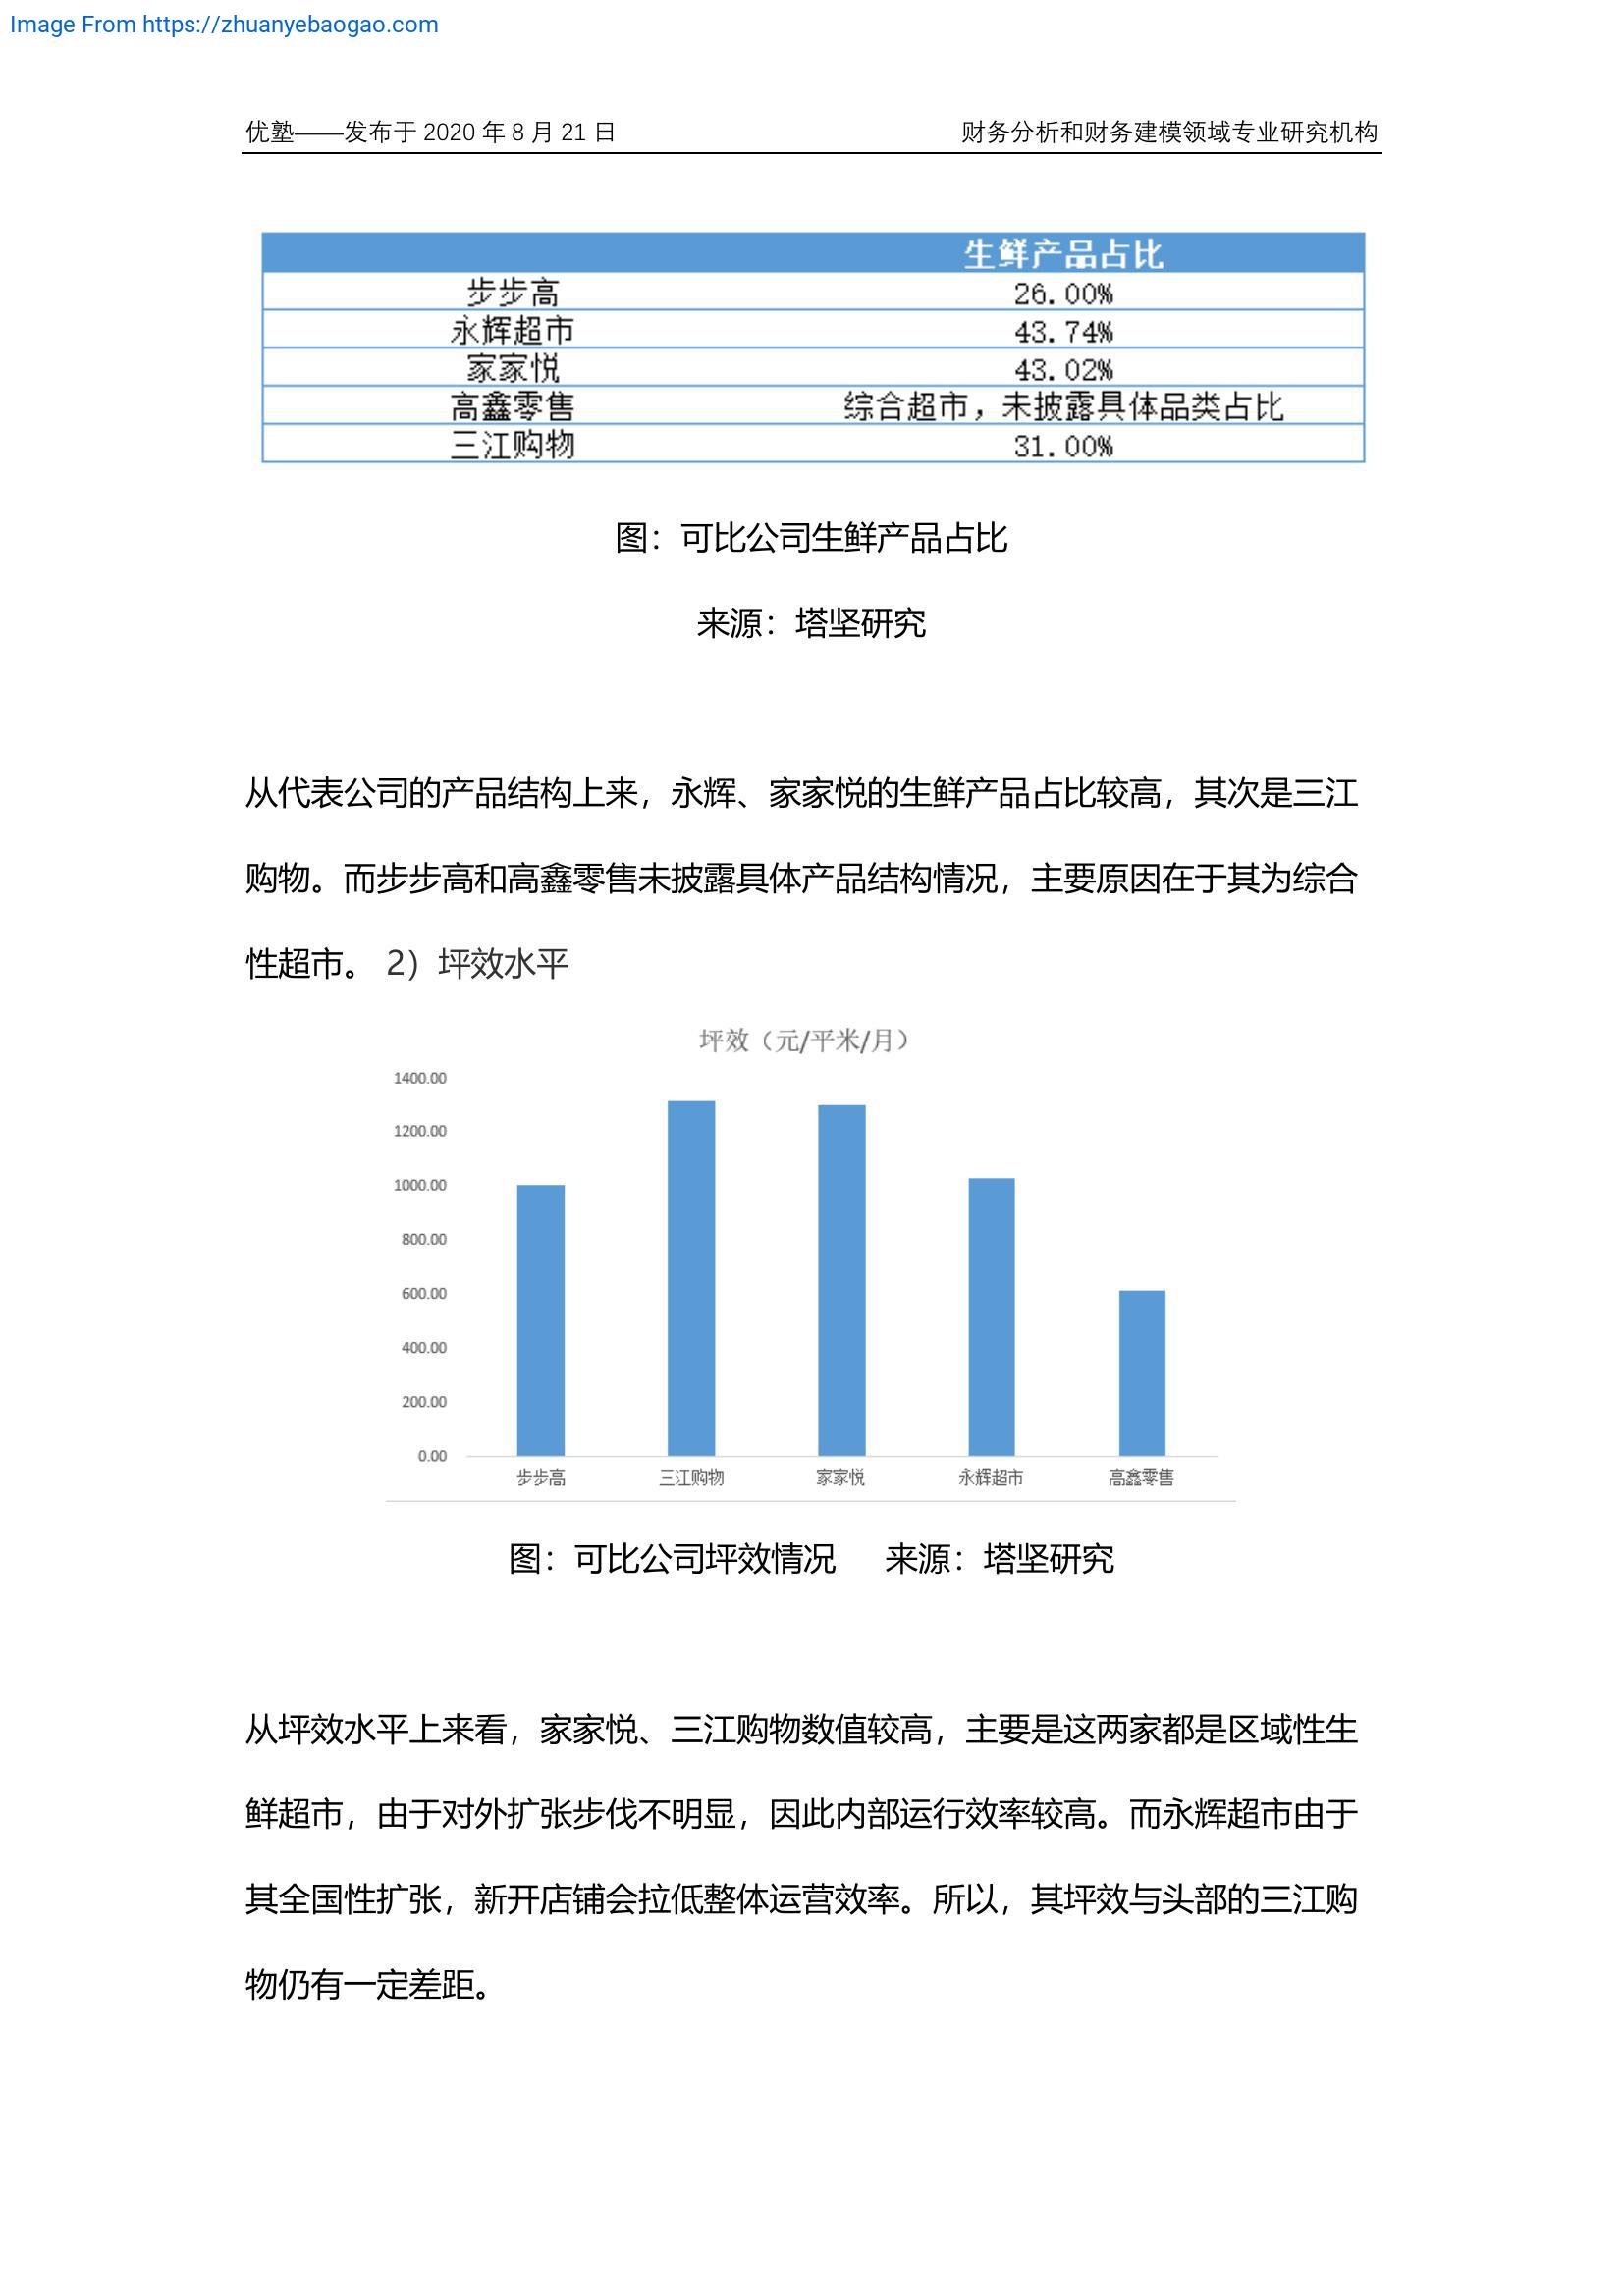 Image From https://zhuanyebaogao.com
优塾——发布于 2020 年 8 月 21 日 财务分析和财务建模领域专业研究机构
生鲜产品占比
步步高 26.00%
永辉超市 43.74%
家家悦 43.02%
高鑫零售 综合超市，未披露具体品类占比
三江购物 31.00%
图：可比公司生鲜产品占比
来源：塔坚研究
从代表公司的产品结构上来，永辉、家家悦的生鲜产品占比较高，其次是三江
购物。而步步高和高鑫零售未披露具体产品结构情况，主要原因在于其为综合
性超市。 2）坪效水平
坪效（元/平米/月）
1400.00
1200.00
1000.00
800.00
600.00
400.00
200.00
0.00
步步高 三江购物 家家悦 永辉超市 高鑫零售
图：可比公司坪效情况 来源：塔坚研究
从坪效水平上来看，家家悦、三江购物数值较高，主要是这两家都是区域性生
鲜超市，由于对外扩张步伐不明显，因此内部运行效率较高。而永辉超市由于
其全国性扩张，新开店铺会拉低整体运营效率。所以，其坪效与头部的三江购
物仍有一定差距。